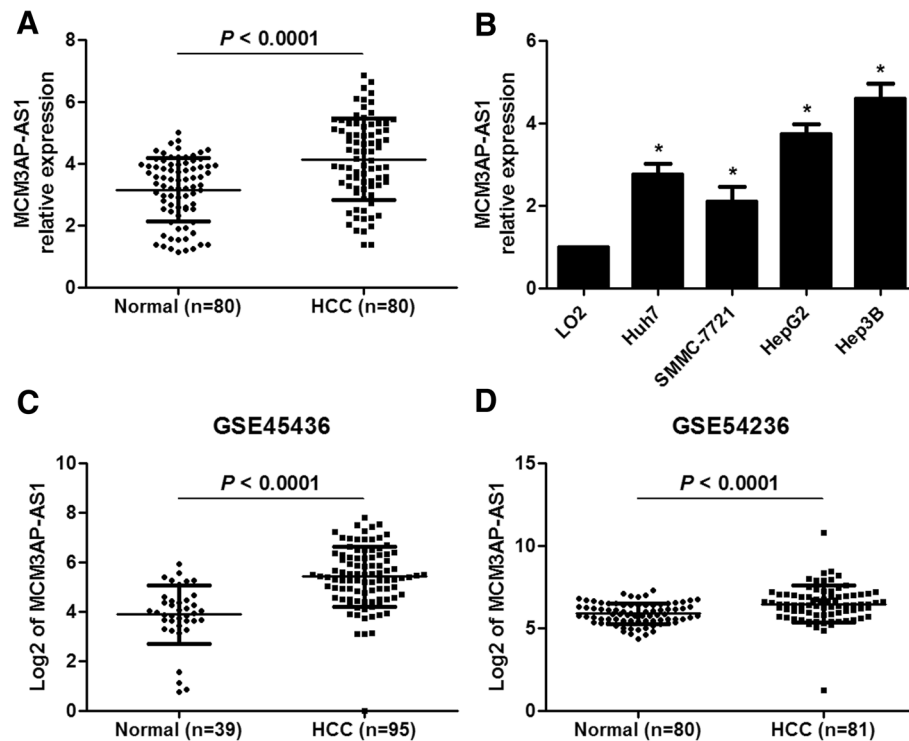 A
MCM3AP-AS1
relative expression
8
6
4
2
0
P < 0.0001
Normal (n=80)
HCC (n=80)
B
MCM3AP-AS1
relative expression
6
4
2
0
*
*
*
*
LO2
Huh7
SMMC-7721
HepG2
Hep3B
C
GSE45436
Log2 of MCM3AP-AS1
10
8
6
4
2
0
P < 0.0001
Normal (n=39)
HCC (n=95)
D
GSE54236
Log2 of MCM3AP-AS1
15
10
5
0
P < 0.0001
Normal (n=80)
HCC (n=81)